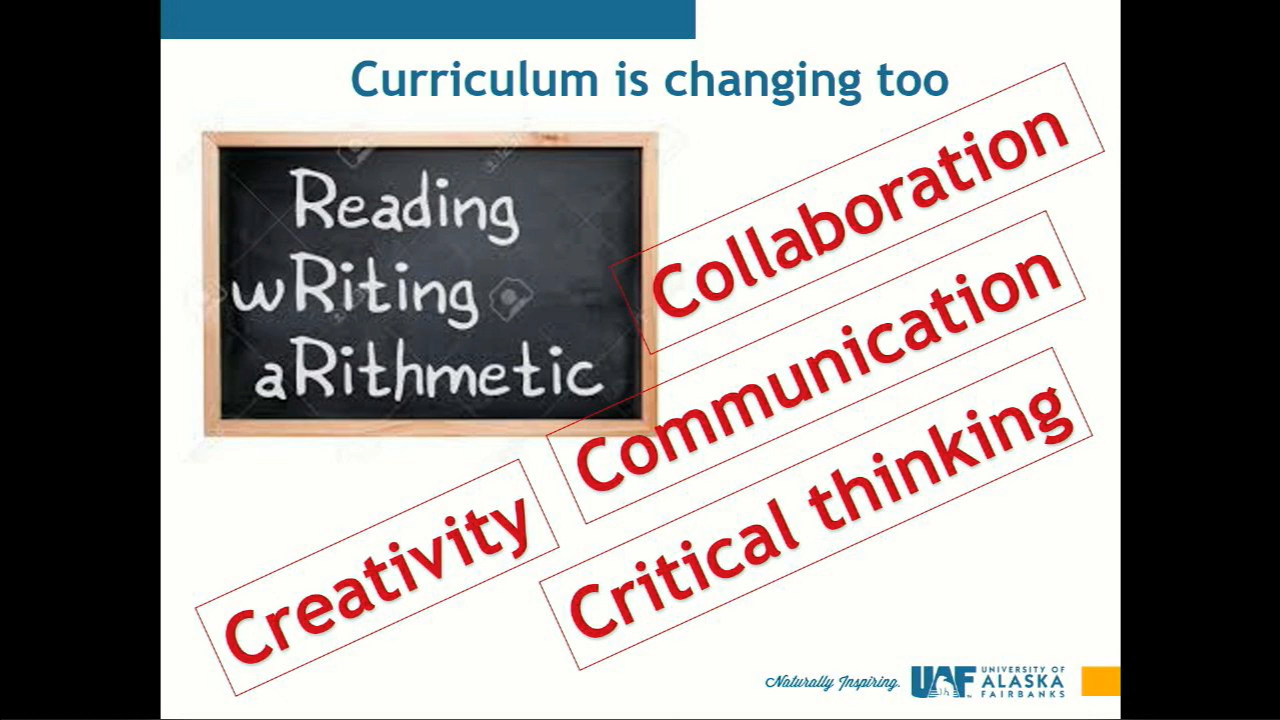 Curriculum is changing too
Reading
wRiting
aRithmetic
Collaboration
Communication
Critical thinking
Creativity
Naturally Inspiring.
UAF
UNIVERSITY OF
ALASKA
FAIRBANKS